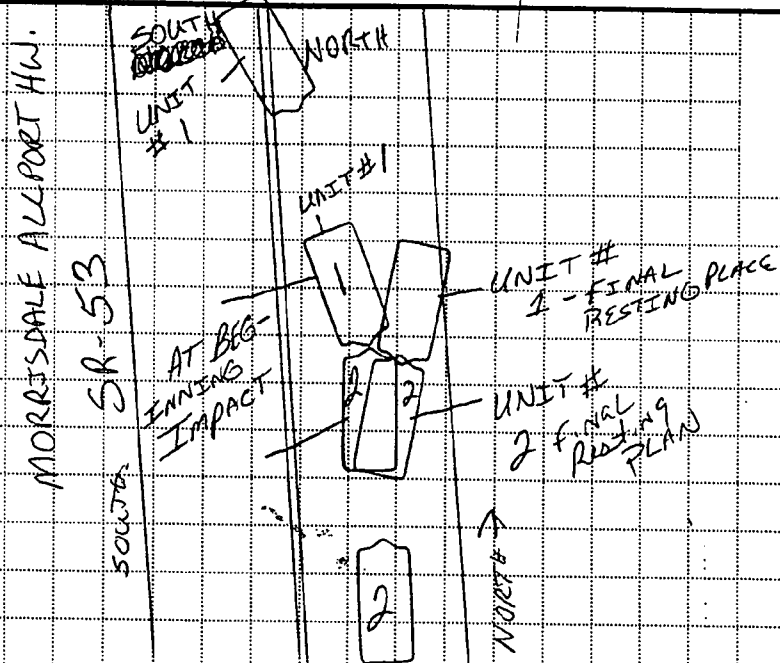 MORRISDALE ALLPORT HW.
SR-53
SOUTH
SOUTH
UNIT
# 1
NORTH
UNIT #1
1
AT BEG-
INNING
IMPACT
UNIT #
1 - FINAL
RESTING PLACE
2
2
UNIT #
2 FINAL
Resting
PLAN
2
NORTH